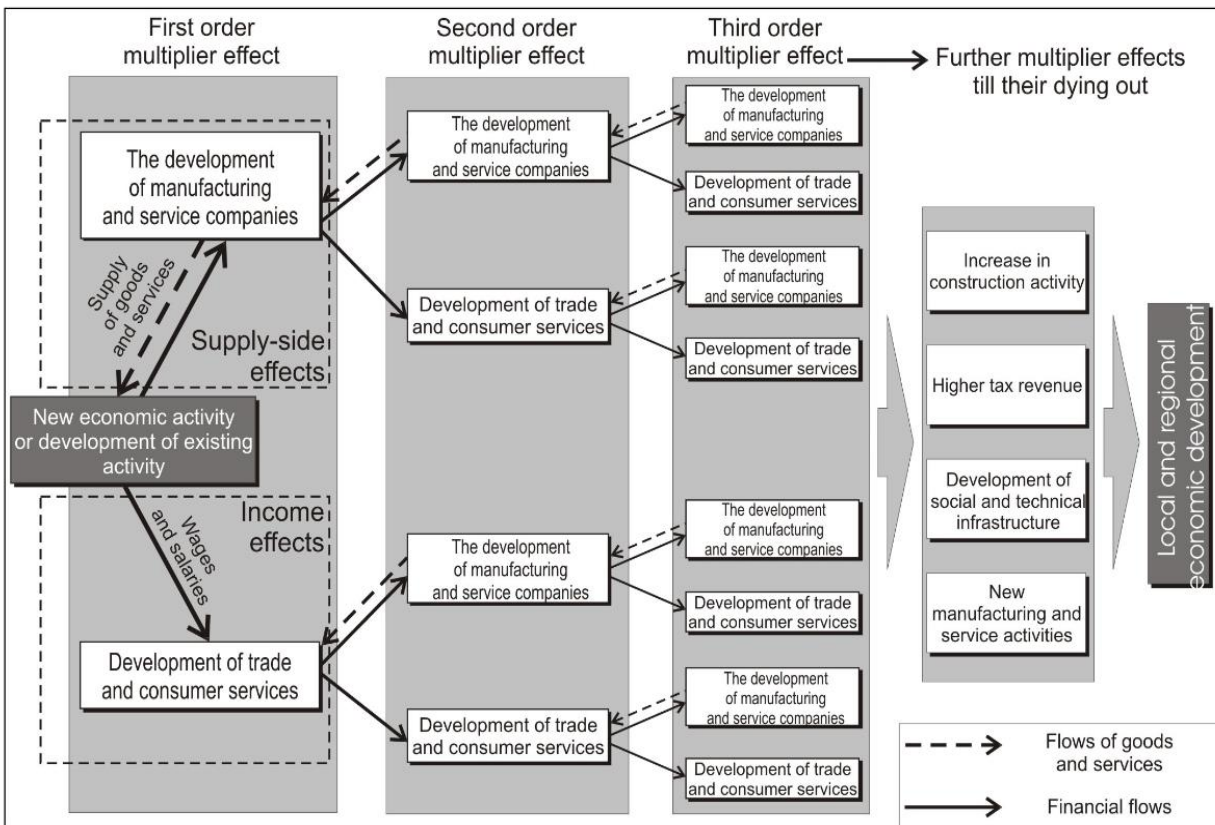 First order
multiplier effect
Second order
multiplier effect
Third order
multiplier effect
Further multiplier effects
till their dying out
The development
of manufacturing
and service companies
Supply
of goods
and services
Supply-side
effects
New economic activity
or development of existing
activity
Income
effects
Wages
and salaries
Development of trade
and consumer services
The development
of manufacturing
and service companies
Development of trade
and consumer services
The development
of manufacturing
and service companies
Development of trade
and consumer services
The development
of manufacturing
and service companies
Development of trade
and consumer services
The development
of manufacturing
and service companies
Development of trade
and consumer services
The development
of manufacturing
and service companies
Development of trade
and consumer services
The development
of manufacturing
and service companies
Development of trade
and consumer services
Increase in
construction activity
Higher tax revenue
Development of
social and technical
infrastructure
New
manufacturing and
service activities
Local and regional
economic development
Flows of goods
and services
Financial flows